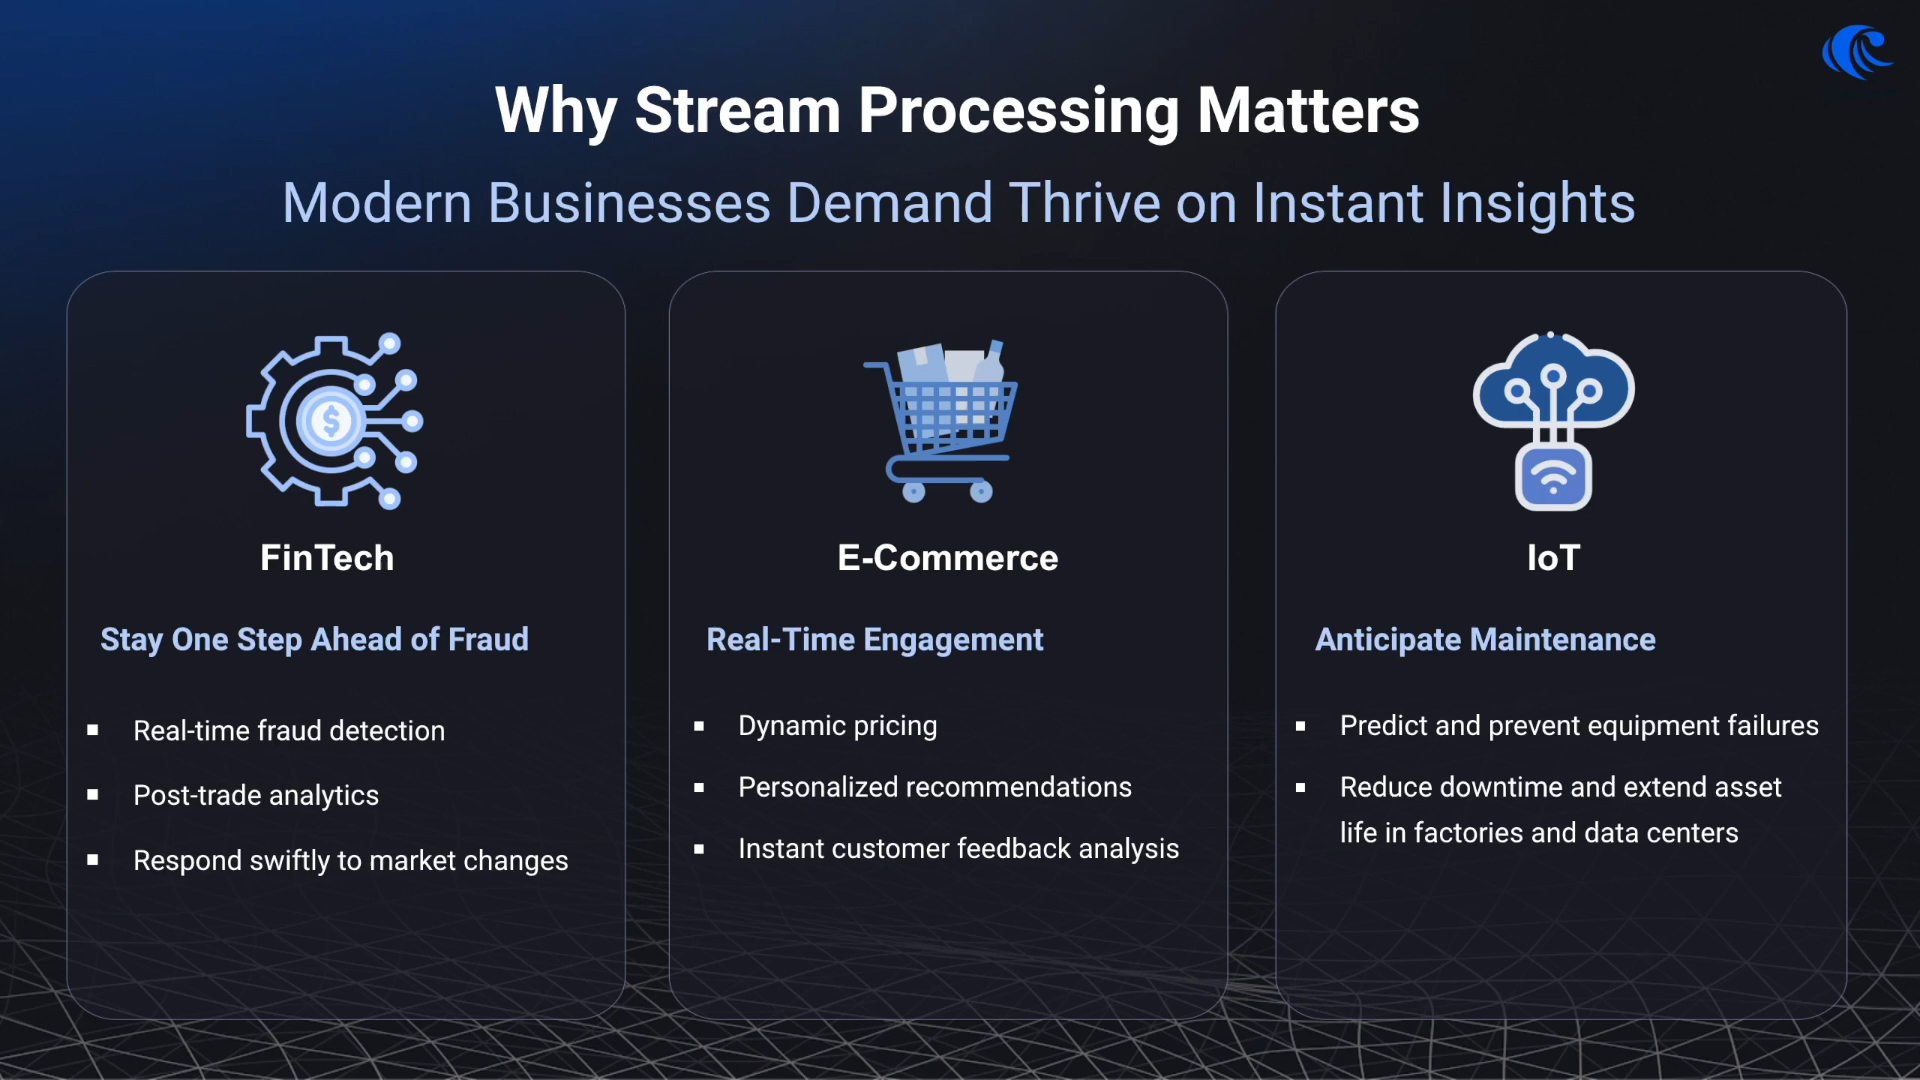 Why Stream Processing Matters
Modern Businesses Demand Thrive on Instant Insights
FinTech
Stay One Step Ahead of Fraud
Real-time fraud detection
Post-trade analytics
Respond swiftly to market changes
E-Commerce
Real-Time Engagement
Dynamic pricing
Personalized recommendations
Instant customer feedback analysis
IoT
Anticipate Maintenance
Predict and prevent equipment failures
Reduce downtime and extend asset
life in factories and data centers